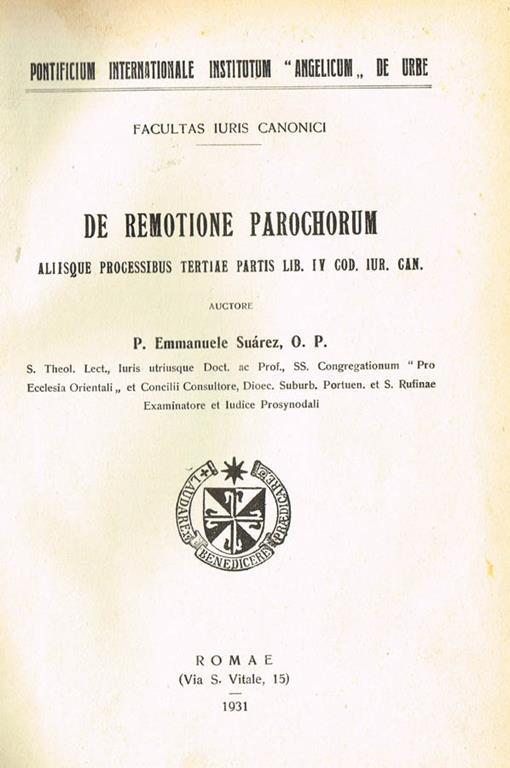 PONTIFICIUM INTERNATIONALE INSTITUTUM “ANGELICUM„ DE URBE
FACULTAS IURIS CANONICI
DE REMOTIONE PAROCHORUM
ALIISQUE PROCESSIBUS TERTIAE PARTIS LIB. IV COD. IUR. CAN.
AUCTORE
P. Emmanuele Suárez, O. P.
S. Theol. Lect., Iuris utriusque Doct. ac Prof., SS. Congregationum “Pro
Ecclesia Orientali„ et Concilii Consultore, Dioec. Suburb. Portuen. et S. Rufinae
Examinatore et Iudice Prosynodali
LAUDARE
BENEDICERE
PRÆDICARE
ROMAE
(Via S. Vitale, 15)
1931